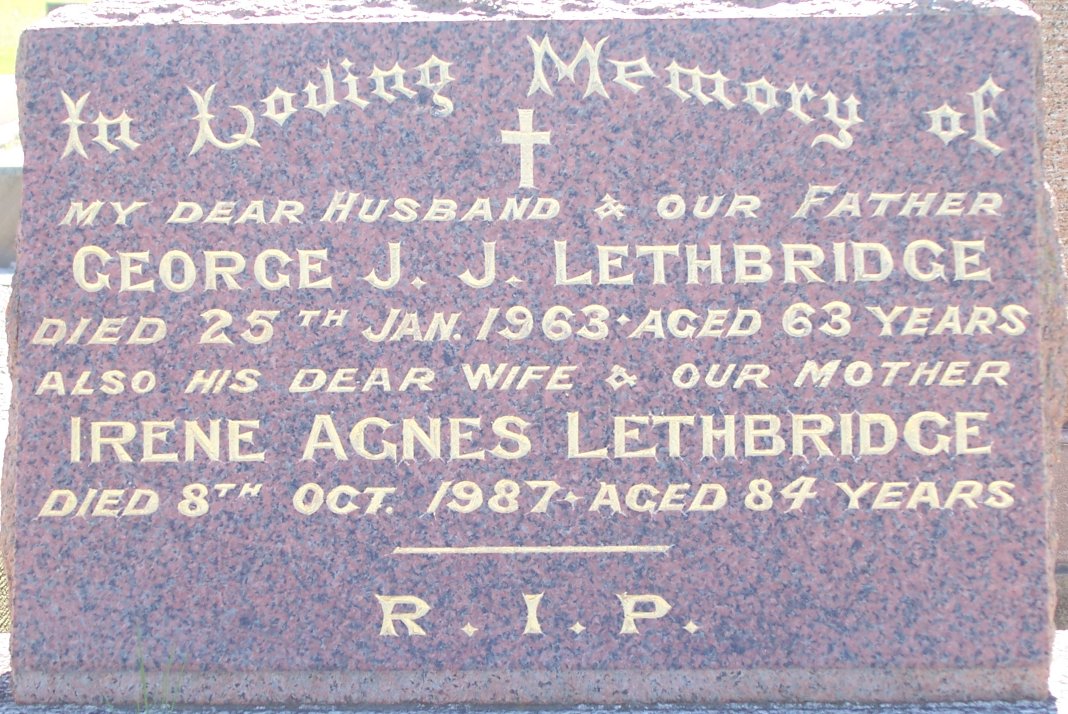 In Loving Memory of
MY DEAR HUSBAND & OUR FATHER
GEORGE J. J. LETHBRIDGE
DIED 25TH JAN. 1963 · AGED 63 YEARS
ALSO HIS DEAR WIFE & OUR MOTHER
IRENE AGNES LETHBRIDGE
DIED 8TH OCT. 1987 · AGED 84 YEARS
R. I. P.